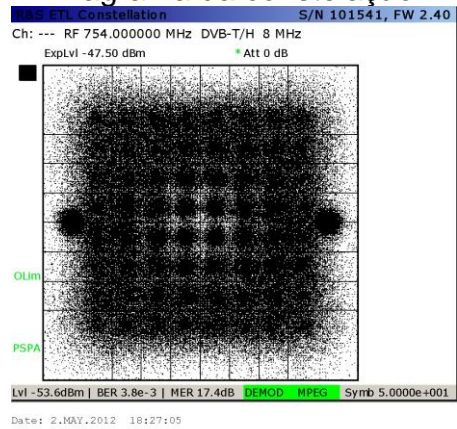 R&S ETL Constellation S/N 101541, FW 2.40
Ch: --- RF 754.000000 MHz DVB-T/H 8 MHz
ExpLvl -47.50 dBm * Att 0 dB
OLim
PSPA
Lvl -53.6dBm | BER 3.8e-3 | MER 17.4dB DEMOD MPEG Symb 5.0000e+001
Date: 2.MAY.2012 18:27:05